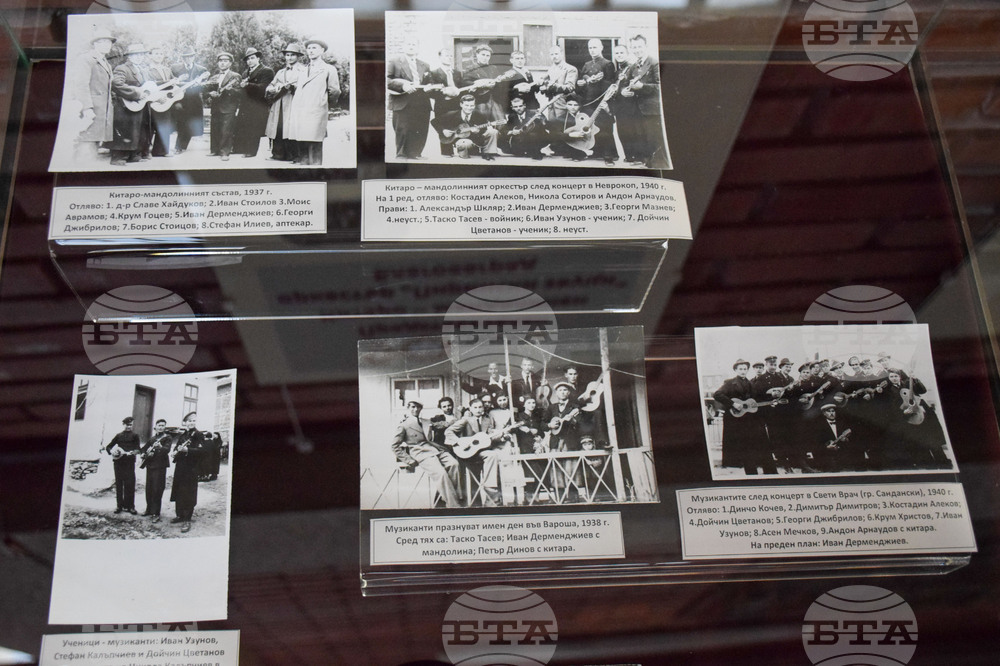 Китаро-мандолинният състав, 1937 г.
Отляво: 1. д-р Славе Хайдуков; 2.Иван Стоилов 3.Моис
Аврамов; 4.Крум Гоцев; 5.Иван Дерменджиев; 6.Георги
Джибрилов; 7.Борис Стоицов; 8.Стефан Илиев, аптекар.
Китаро – мандолинният оркестър след концерт в Неврокоп, 1940 г.
На 1 ред, отляво: Костадин Алеков, Никола Сотиров и Андон Арнаудов.
Прави: 1. Александър Шкляр; 2.Иван Дерменджиев; 3.Георги Мазнев;
4.неуст.; 5.Таско Тасев - войник; 6.Иван Узунов - ученик; 7. Дойчин
Цветанов - ученик; 8. неуст.
Музиканти празнуват имен ден във Вароша, 1938 г.
Сред тях са: Таско Тасев; Иван Дерменджиев с
мандолина; Петър Динов с китара.
Музикантите след концерт в Свети Врач (гр. Сандански), 1940 г.
Отляво: 1.Динчо Кочев, 2.Димитър Димитров; 3.Костадин Алеков;
4.Дойчин Цветанов; 5.Георги Джибрилов; 6.Крум Христов, 7.Иван
Узунов; 8.Асен Мечков, 9.Андон Арнаудов с китара.
На преден план: Иван Дерменджиев.
Ученици - музиканти: Иван Узунов,
Стефан Калъпчиев и Дойчин Цветанов
БТА
БТА
БТА
БТА
БТА
БТА
БТА